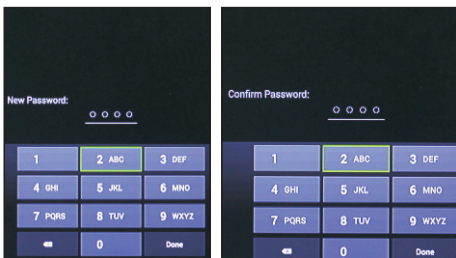 New Password:
1
2 ABC
3 DEF
4 GHI
5 JKL
6 MNO
7 PQRS
8 TUV
9 WXYZ
0
Done
Confirm Password:
1
2 ABC
3 DEF
4 GHI
5 JKL
6 MNO
7 PQRS
8 TUV
9 WXYZ
0
Done